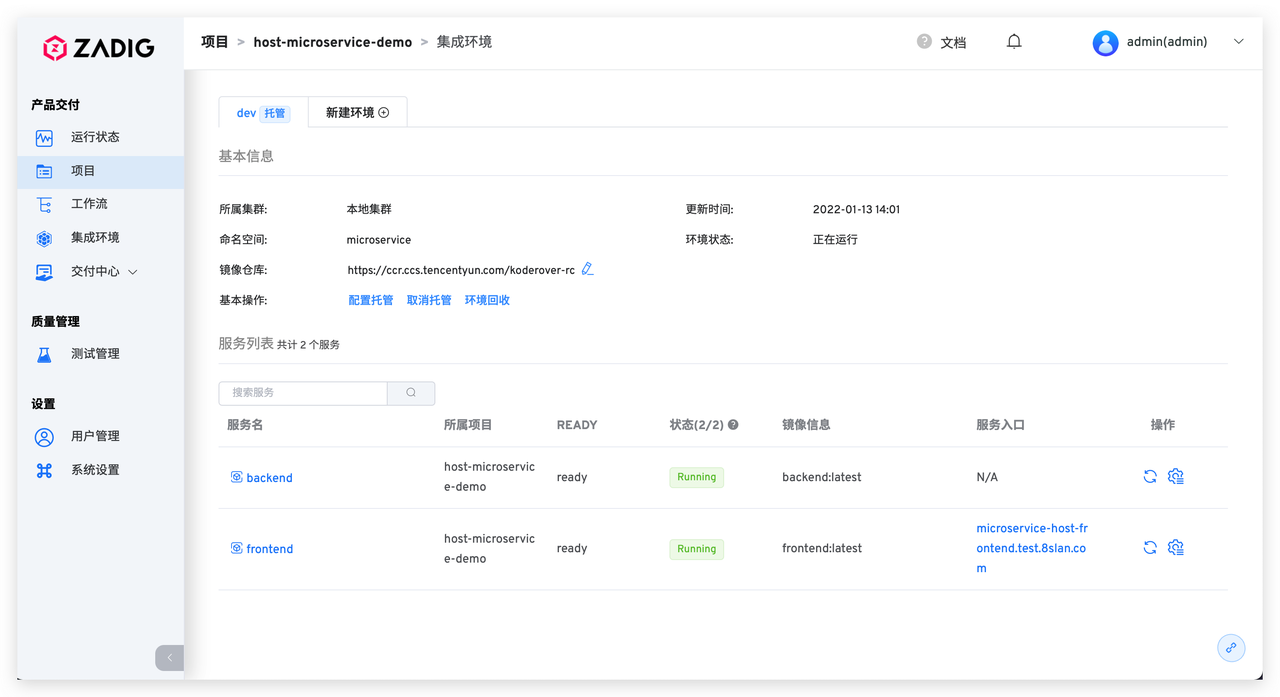 ZADIG
项目 > host-microservice-demo > 集成环境
? 文档
admin(admin)
产品交付
运行状态
项目
工作流
集成环境
交付中心
质量管理
测试管理
设置
用户管理
系统设置
dev 托管
新建环境
基本信息
所属集群: 本地集群 更新时间: 2022-01-13 14:01
命名空间: microservice 环境状态: 正在运行
镜像仓库: https://ccr.ccs.tencentyun.com/koderover-rc
基本操作: 配置托管 取消托管 环境回收
服务列表 共计 2 个服务
搜索服务
服务名 所属项目 READY 状态(2/2) ? 镜像信息 服务入口 操作
backend host-microservic
e-demo ready Running backend:latest N/A
frontend host-microservic
e-demo ready Running frontend:latest microservice-host-fr
ontend.test.8slan.co
m